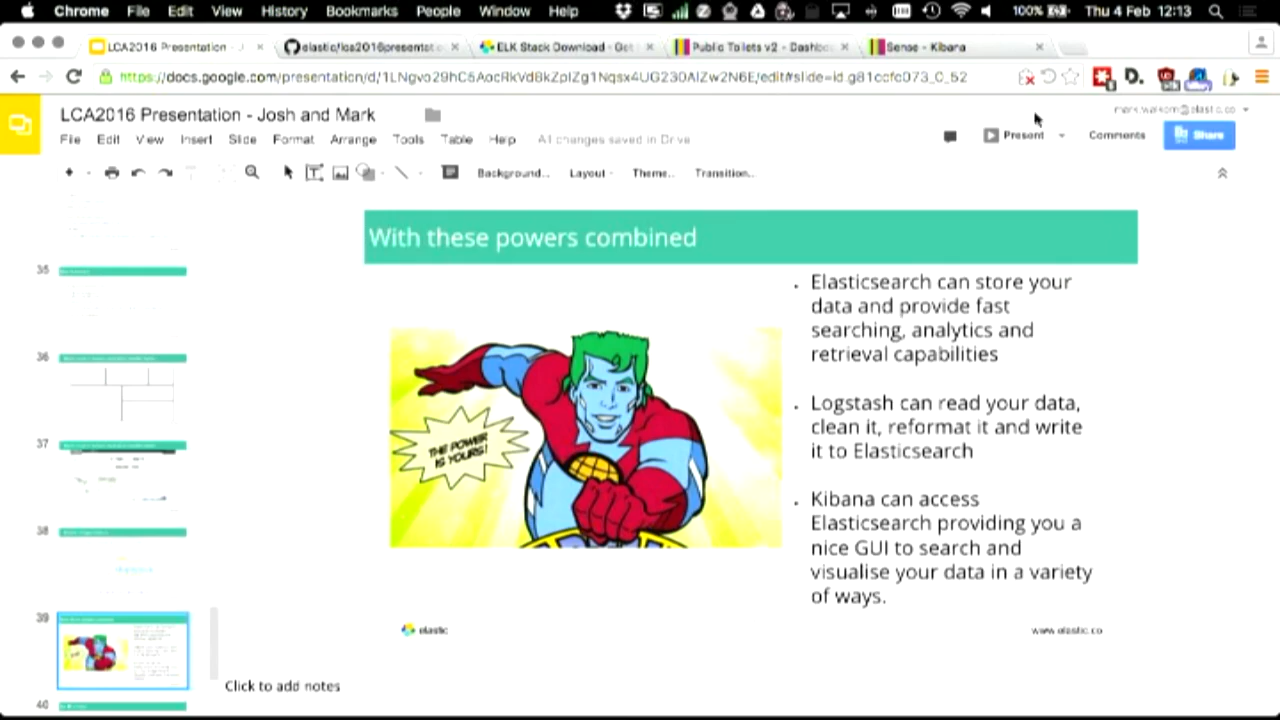 Chrome File Edit View History Bookmarks People Window Help 100% Thu 4 Feb 12:13
LCA2016 Presentation - J
ELK Stack Download - Get
Public Toilets v2 - Dashbo
Sense - Kibana
LCA2016 Presentation - Josh and Mark
File Edit View Insert Slide Format Arrange Tools Table Help All changes saved in Drive
Present Comments Share
Background... Layout Theme... Transition...
With these powers combined
THE POWER
IS YOURS!
Elasticsearch can store your
data and provide fast
searching, analytics and
retrieval capabilities
Logstash can read your data,
clean it, reformat it and write
it to Elasticsearch
Kibana can access
Elasticsearch providing you a
nice GUI to search and
visualise your data in a variety
of ways.
elastic
www.elastic.co
35
36
37
38
39
40
Click to add notes